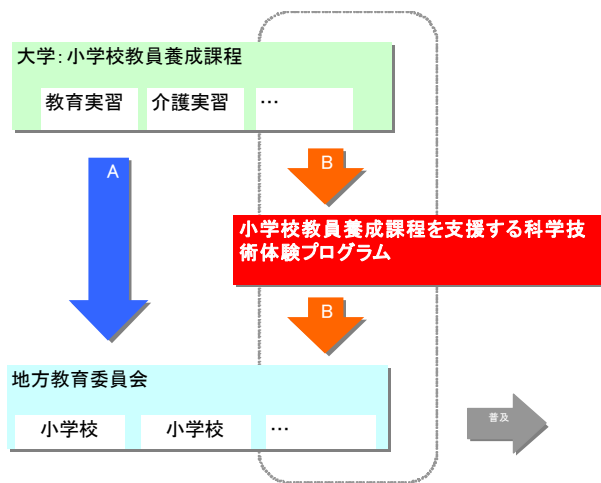 大学：小学校教員養成課程
教育実習
介護実習
…
A
B
小学校教員養成課程を支援する科学技
術体験プログラム
B
地方教育委員会
小学校
小学校
…
普及